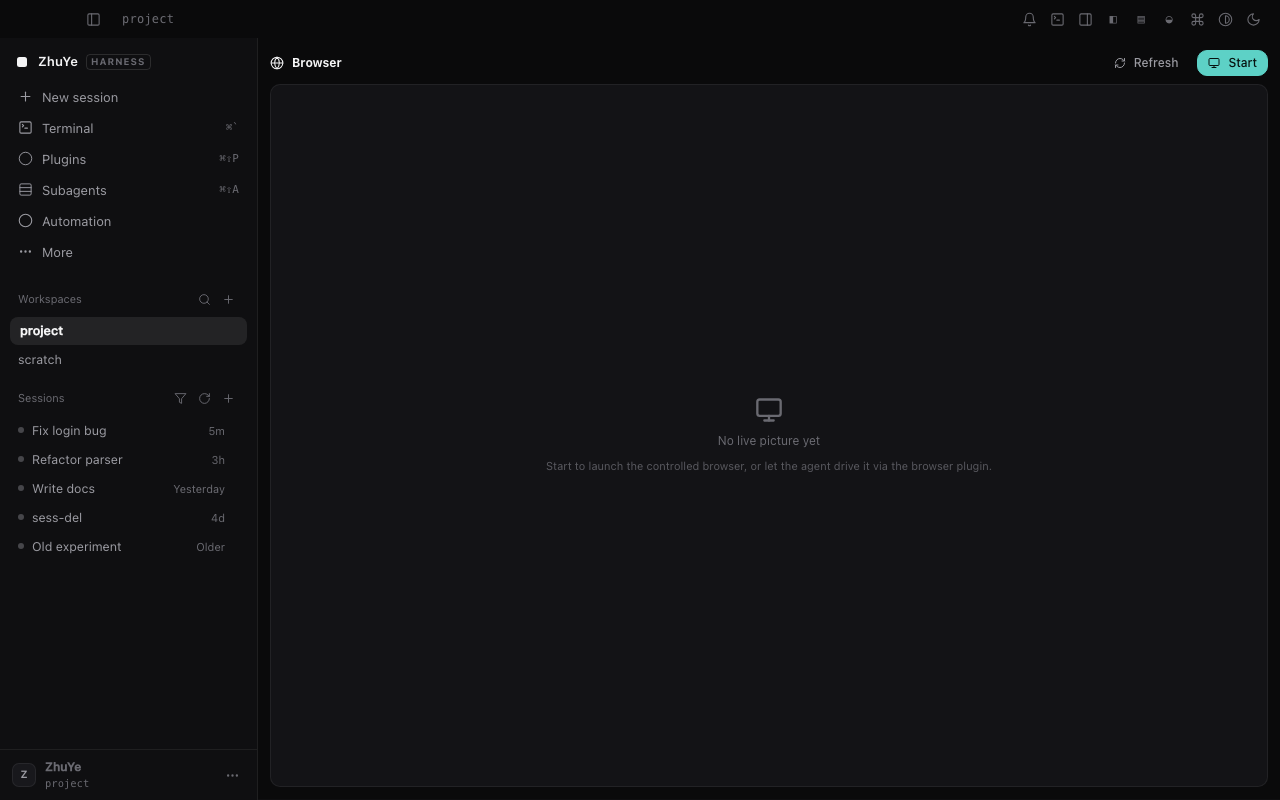 project
ZhuYe HARNESS
Browser
Refresh
Start
New session
Terminal ⌘`
Plugins ⌘⇧P
Subagents ⌘⇧A
Automation
More
Workspaces
project
scratch
Sessions
Fix login bug 5m
Refactor parser 3h
Write docs Yesterday
sess-del 4d
Old experiment Older
No live picture yet
Start to launch the controlled browser, or let the agent drive it via the browser plugin.
Z
ZhuYe
project